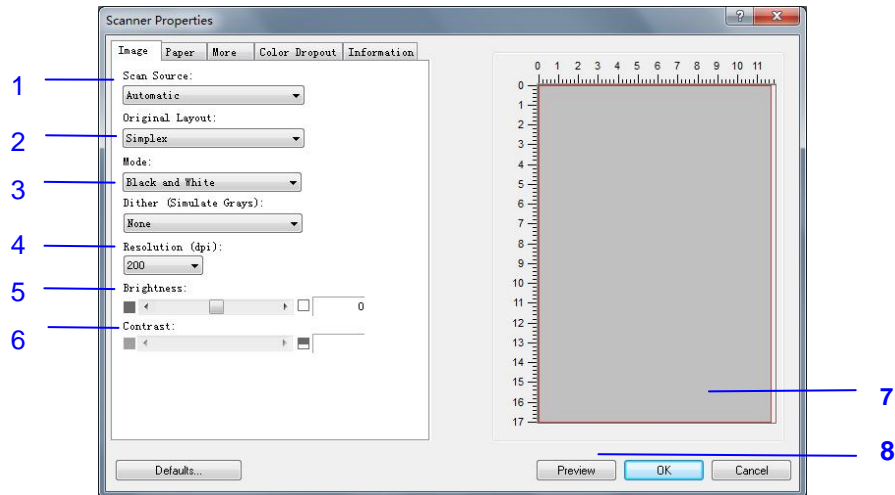 Scanner Properties
Image Paper More Color Dropout Information
1 Scan Source:
Automatic
Original Layout:
2 Simplex
Mode:
3 Black and White
Dither (Simulate Grays):
None
4 Resolution (dpi):
200
5 Brightness:
0
6 Contrast:
0 1 2 3 4 5 6 7 8 9 10 11
0
1
2
3
4
5
6
7
8
9
10
11
12
13
14
15
16
17
7
8
Defaults... Preview OK Cancel